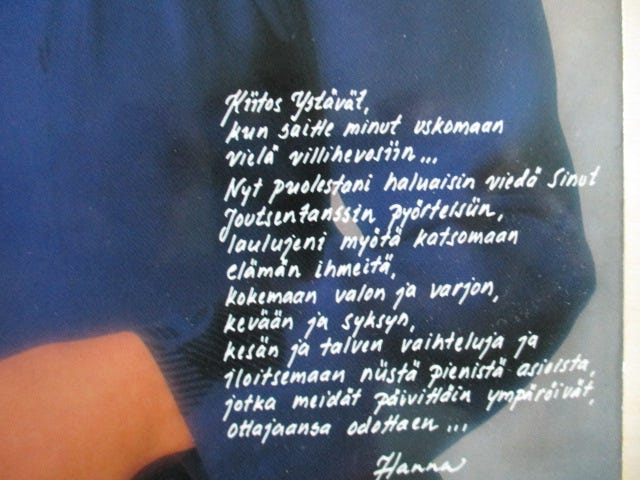 Kiitos Ystävät,
kun saitte minut uskomaan
vielä villihevosiin...
Nyt puolestani haluaisin viedä Sinut
Joutsentanssin pyörteisiin,
laulujeni myötä katsomaan
elämän ihmeitä,
kokemaan valon ja varjon,
kevään ja syksyn,
kesän ja talven vaihteluja ja
iloitsemaan niistä pienistä asioista,
jotka meidät päivittäin ympäröivät,
ottajaansa odottaen...
Hanna